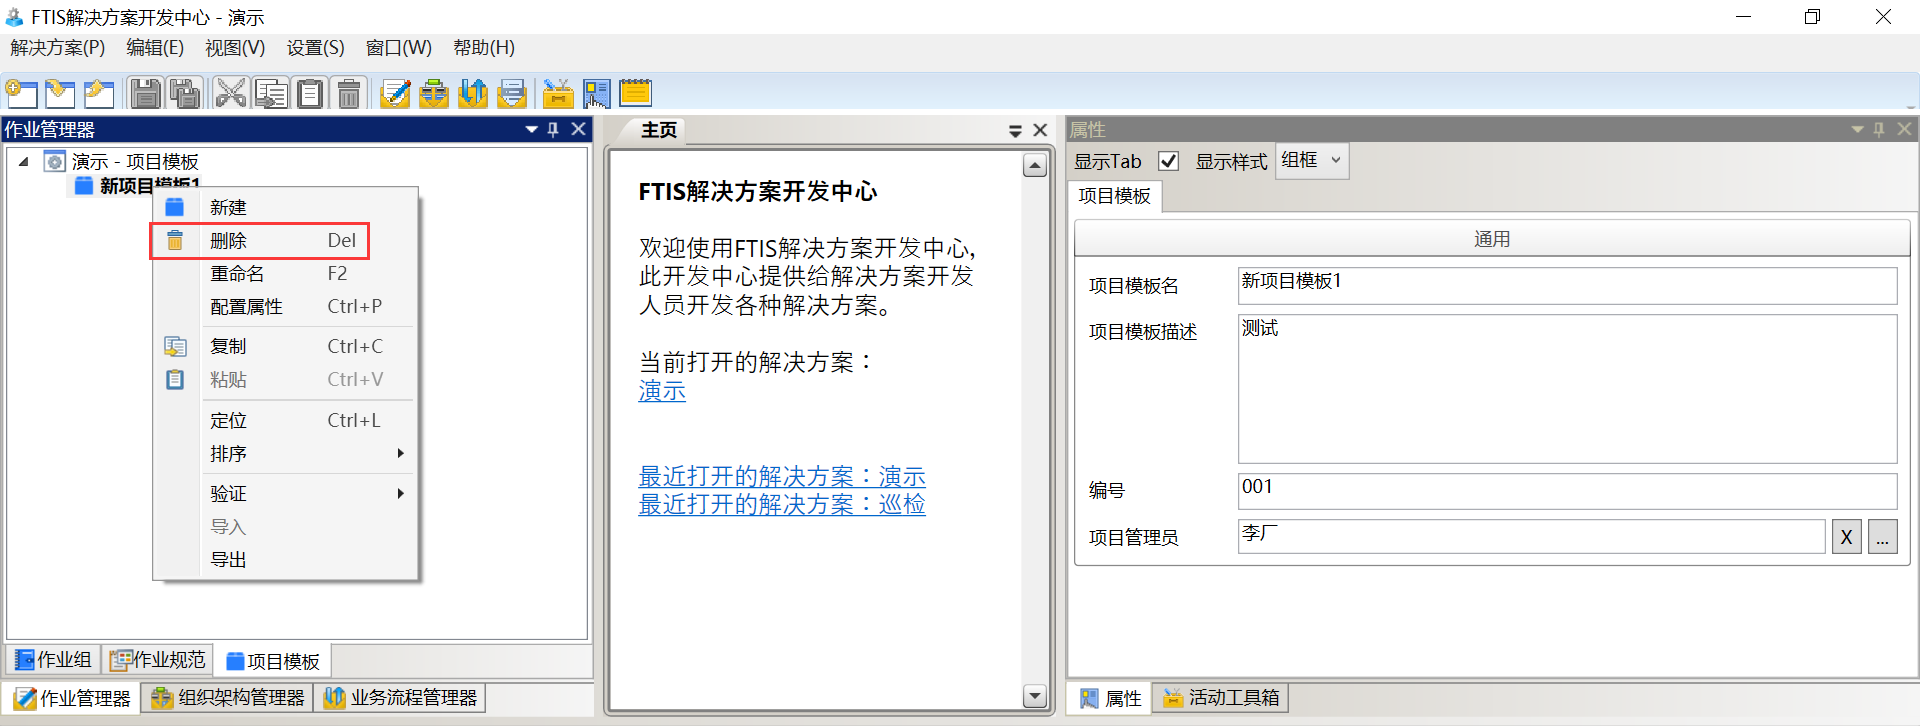 FTIS解决方案开发中心 - 演示
解决方案(P) 编辑(E) 视图(V) 设置(S) 窗口(W) 帮助(H)
作业管理器
演示 - 项目模板
新项目模板1
新建
删除 Del
重命名 F2
配置属性 Ctrl+P
复制 Ctrl+C
粘贴 Ctrl+V
定位 Ctrl+L
排序
验证
导入
导出
作业组 作业规范 项目模板
作业管理器 组织架构管理器 业务流程管理器
主页
FTIS解决方案开发中心
欢迎使用FTIS解决方案开发中心,
此开发中心提供给解决方案开发
人员开发各种解决方案。
当前打开的解决方案：
演示
最近打开的解决方案：演示
最近打开的解决方案：巡检
属性
显示Tab 显示样式 组框
项目模板
通用
项目模板名 新项目模板1
项目模板描述 测试
编号 001
项目管理员 李厂 X ...
属性 活动工具箱